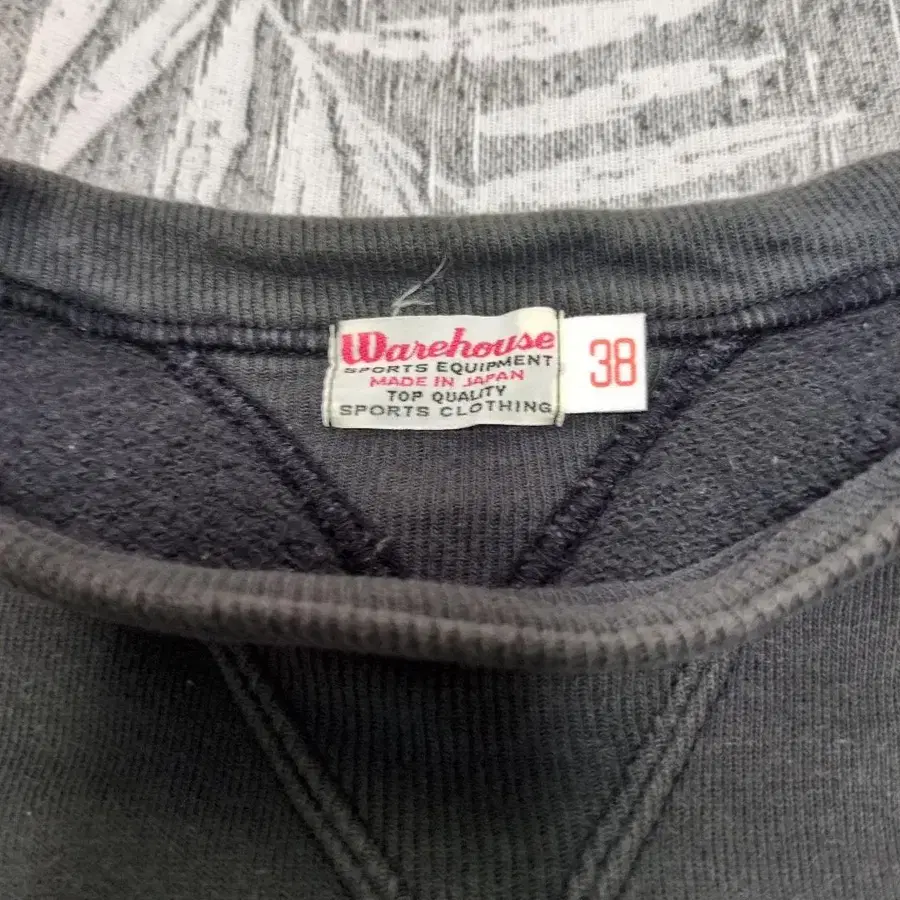 Warehouse
SPORTS EQUIPMENT
MADE IN JAPAN
TOP QUALITY
SPORTS CLOTHING
38